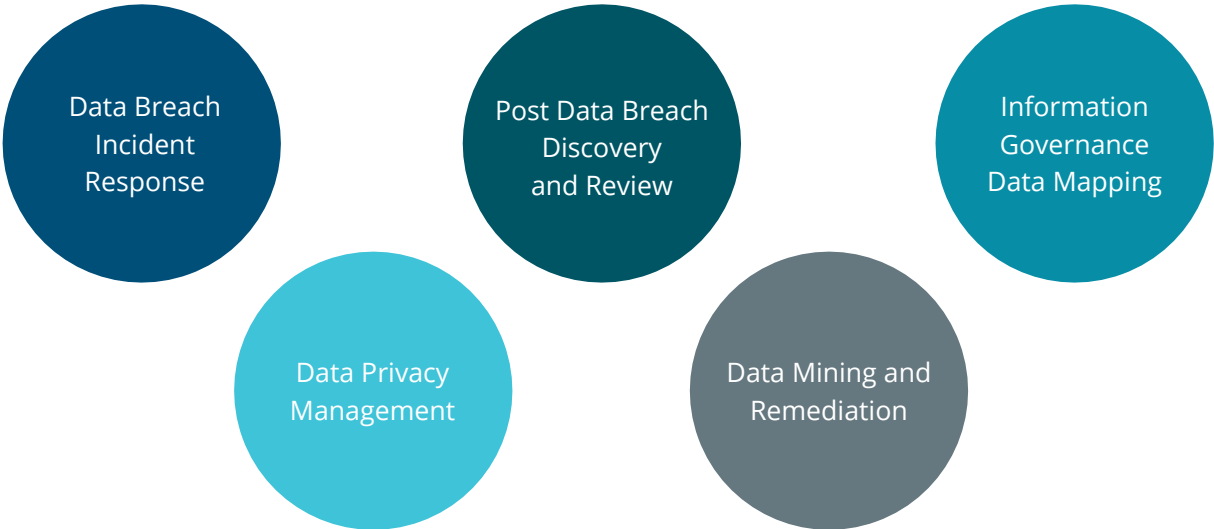 Data Breach
Incident
Response
Post Data Breach
Discovery
and Review
Information
Governance
Data Mapping
Data Privacy
Management
Data Mining and
Remediation